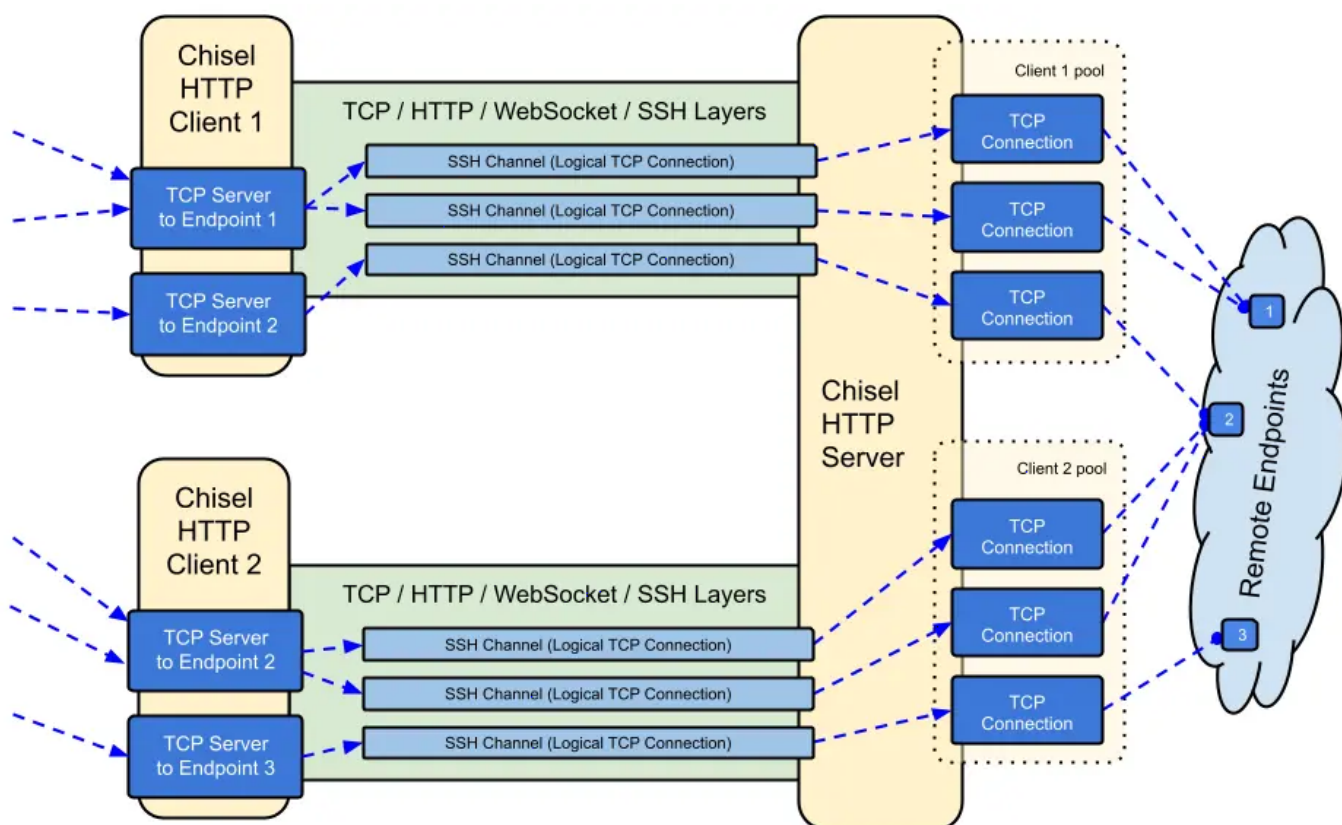 Chisel
HTTP
Client 1
TCP / HTTP / WebSocket / SSH Layers
SSH Channel (Logical TCP Connection)
SSH Channel (Logical TCP Connection)
SSH Channel (Logical TCP Connection)
TCP Server
to Endpoint 1
TCP Server
to Endpoint 2
Client 1 pool
TCP
Connection
TCP
Connection
TCP
Connection
Chisel
HTTP
Server
1
2
3
Remote Endpoints
Chisel
HTTP
Client 2
TCP / HTTP / WebSocket / SSH Layers
SSH Channel (Logical TCP Connection)
SSH Channel (Logical TCP Connection)
SSH Channel (Logical TCP Connection)
TCP Server
to Endpoint 2
TCP Server
to Endpoint 3
Client 2 pool
TCP
Connection
TCP
Connection
TCP
Connection